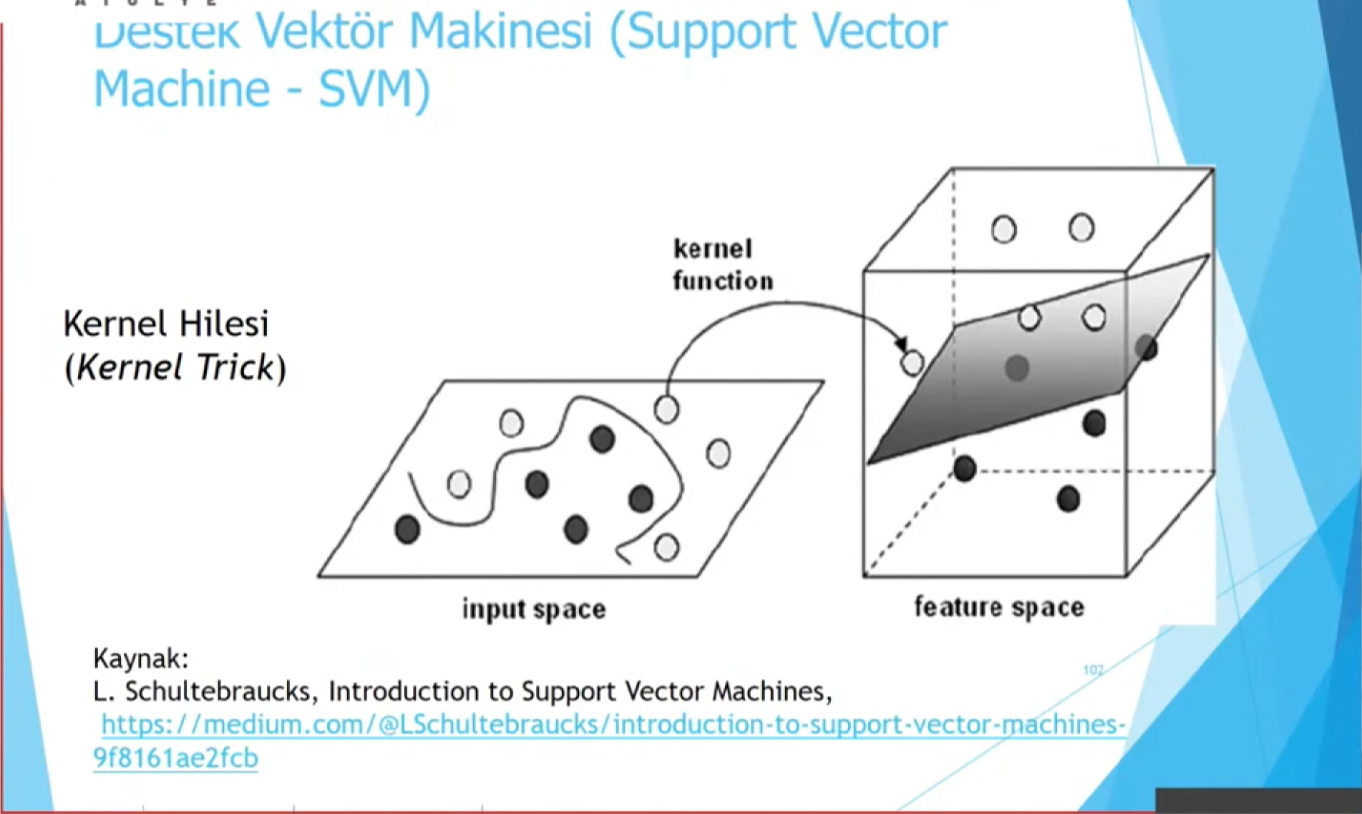 Destek Vektör Makinesi (Support Vector
Machine - SVM)
kernel
function
Kernel Hilesi
(Kernel Trick)
input space
feature space
Kaynak:
L. Schultebraucks, Introduction to Support Vector Machines,
https://medium.com/@LSchultebraucks/introduction-to-support-vector-machines-
9f8161ae2fcb
102